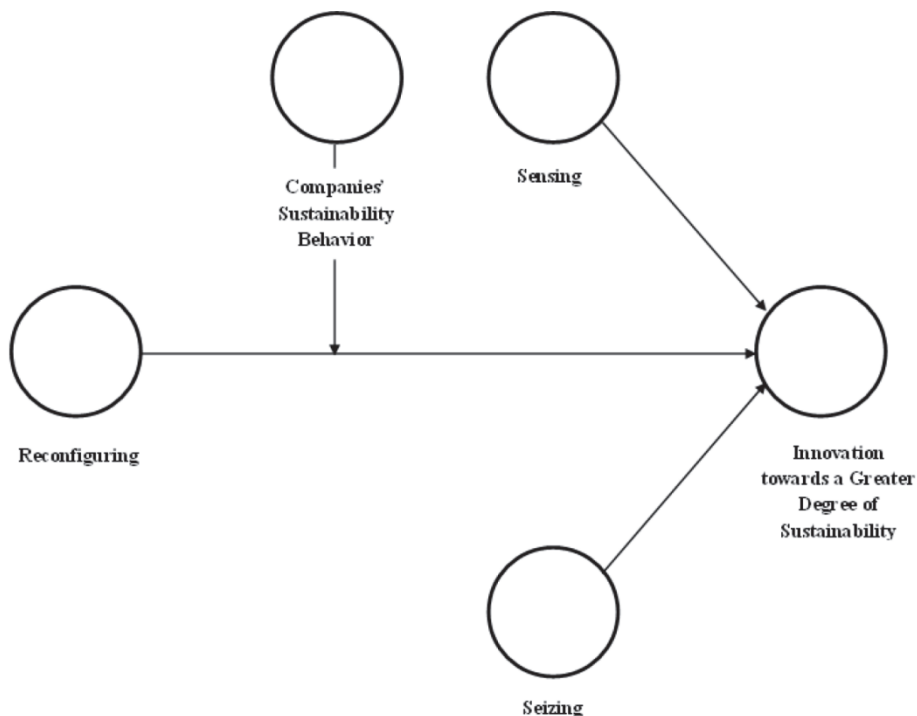 Companies'
Sustainability
Behavior
Sensing
Reconfiguring
Innovation
towards a Greater
Degree of
Sustainability
Seizing